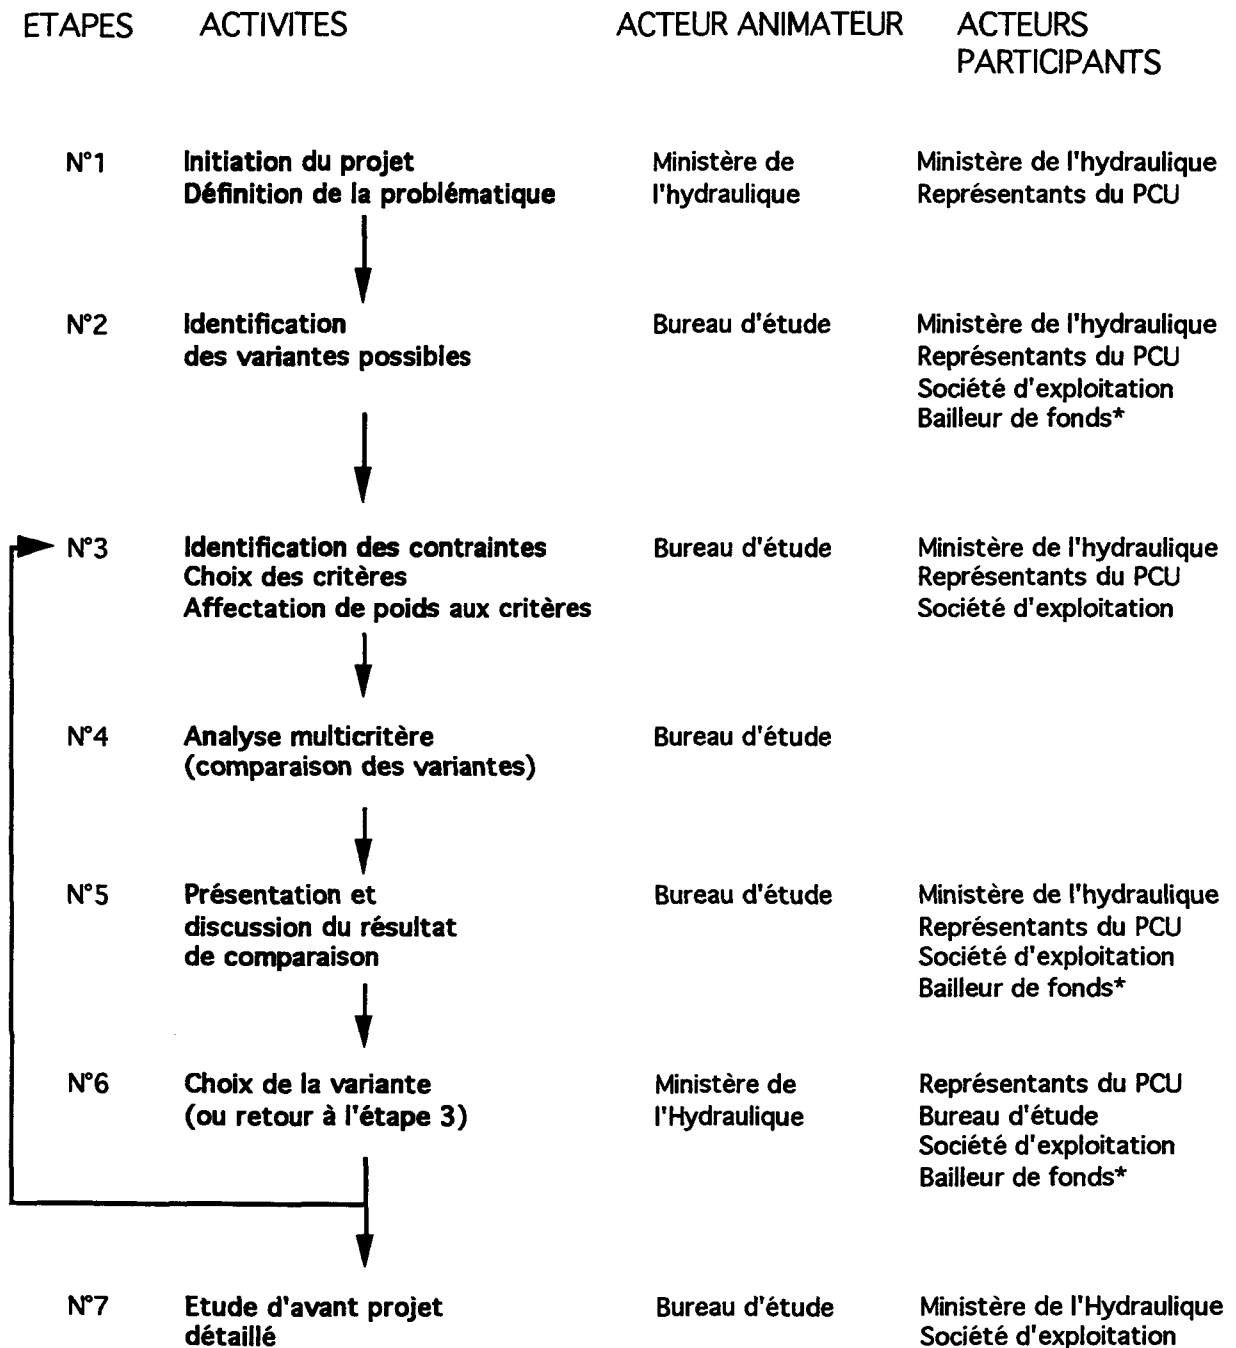 ETAPES ACTIVITES ACTEUR ANIMATEUR ACTEURS
PARTICIPANTS
N°1 Initiation du projet Ministère de Ministère de l'hydraulique
Définition de la problématique l'hydraulique Représentants du PCU
N°2 Identification Bureau d'étude Ministère de l'hydraulique
des variantes possibles Représentants du PCU
Société d'exploitation
Bailleur de fonds*
N°3 Identification des contraintes Bureau d'étude Ministère de l'hydraulique
Choix des critères Représentants du PCU
Affectation de poids aux critères Société d'exploitation
N°4 Analyse multicritère Bureau d'étude
(comparaison des variantes)
N°5 Présentation et Bureau d'étude Ministère de l'hydraulique
discussion du résultat Représentants du PCU
de comparaison Société d'exploitation
Bailleur de fonds*
N°6 Choix de la variante Ministère de Représentants du PCU
(ou retour à l'étape 3) l'Hydraulique Bureau d'étude
Société d'exploitation
Bailleur de fonds*
N°7 Etude d'avant projet Bureau d'étude Ministère de l'Hydraulique
détaillé Société d'exploitation